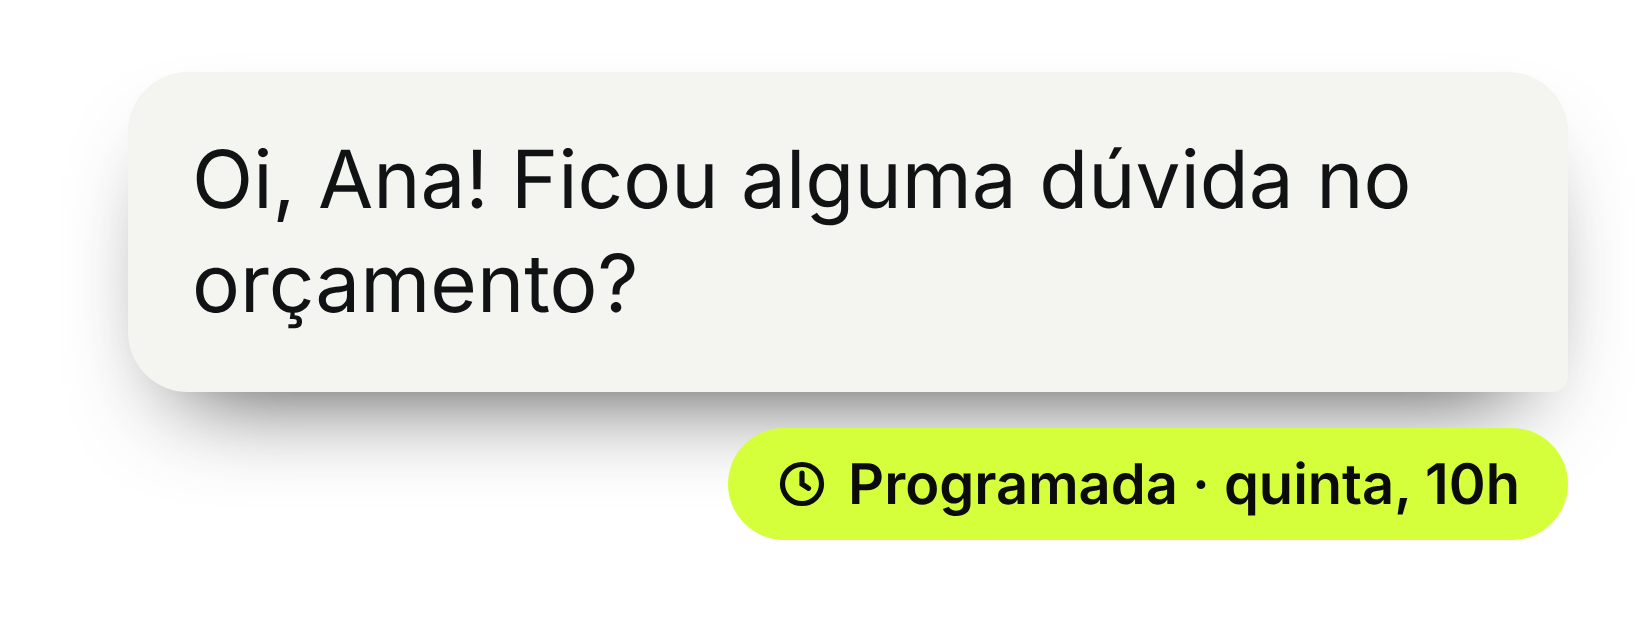 Oi, Ana! Ficou alguma dúvida no
orçamento?
Programada · quinta, 10h